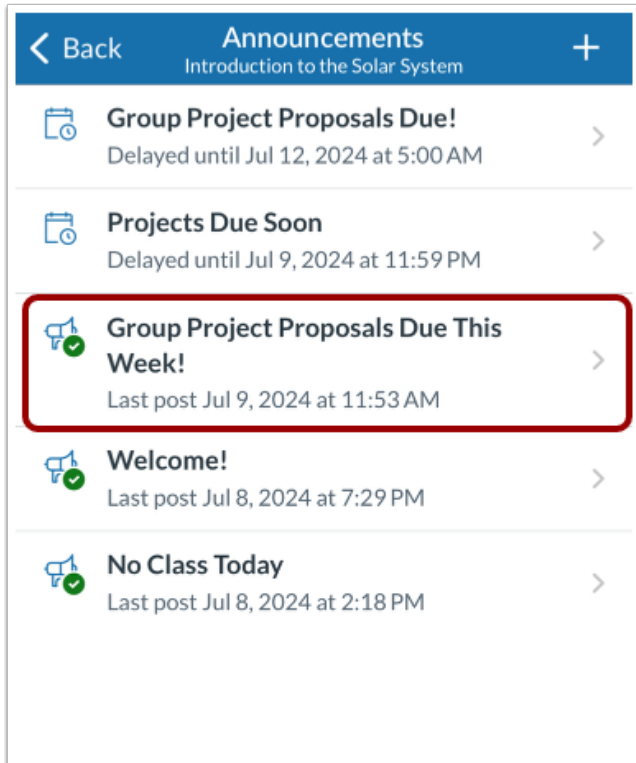 Back
Announcements
Introduction to the Solar System
Group Project Proposals Due!
Delayed until Jul 12, 2024 at 5:00 AM
Projects Due Soon
Delayed until Jul 9, 2024 at 11:59 PM
Group Project Proposals Due This
Week!
Last post Jul 9, 2024 at 11:53 AM
Welcome!
Last post Jul 8, 2024 at 7:29 PM
No Class Today
Last post Jul 8, 2024 at 2:18 PM